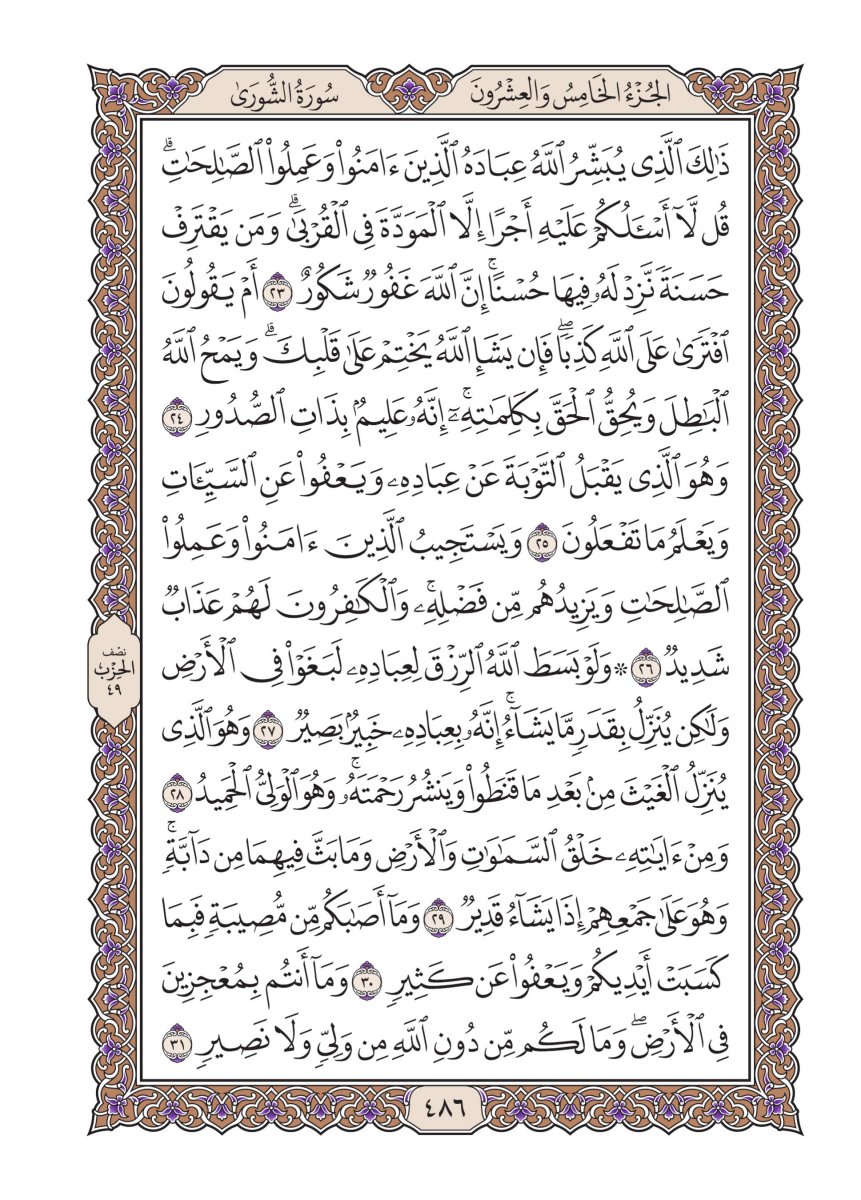 الجُزْءُ الخَامِسُ وَالعِشْرُونَ
سُورَةُ الشُّورَىٰ
ذَٰلِكَ ٱلَّذِى يُبَشِّرُ ٱللَّهُ عِبَادَهُ ٱلَّذِينَ ءَامَنُوا۟ وَعَمِلُوا۟ ٱلصَّٰلِحَٰتِ ۗ
قُل لَّآ أَسْـَٔلُكُمْ عَلَيْهِ أَجْرًا إِلَّا ٱلْمَوَدَّةَ فِى ٱلْقُرْبَىٰ ۗ وَمَن يَقْتَرِفْ
حَسَنَةً نَّزِدْ لَهُۥ فِيهَا حُسْنًا ۚ إِنَّ ٱللَّهَ غَفُورٌ شَكُورٌ ٢٣ أَمْ يَقُولُونَ
ٱفْتَرَىٰ عَلَى ٱللَّهِ كَذِبًا ۖ فَإِن يَشَإِ ٱللَّهُ يَخْتِمْ عَلَىٰ قَلْبِكَ ۗ وَيَمْحُ ٱللَّهُ
ٱلْبَٰطِلَ وَيُحِقُّ ٱلْحَقَّ بِكَلِمَٰتِهِۦٓ ۚ إِنَّهُۥ عَلِيمٌۢ بِذَاتِ ٱلصُّدُورِ ٢٤
وَهُوَ ٱلَّذِى يَقْبَلُ ٱلتَّوْبَةَ عَنْ عِبَادِهِۦ وَيَعْفُوا۟ عَنِ ٱلسَّيِّـَٔاتِ
وَيَعْلَمُ مَا تَفْعَلُونَ ٢٥ وَيَسْتَجِيبُ ٱلَّذِينَ ءَامَنُوا۟ وَعَمِلُوا۟
ٱلصَّٰلِحَٰتِ وَيَزِيدُهُم مِّن فَضْلِهِۦ ۚ وَٱلْكَٰفِرُونَ لَهُمْ عَذَابٌ
شَدِيدٌ ٢٦ ۞ وَلَوْ بَسَطَ ٱللَّهُ ٱلرِّزْقَ لِعِبَادِهِۦ لَبَغَوْا۟ فِى ٱلْأَرْضِ
وَلَٰكِن يُنَزِّلُ بِقَدَرٍ مَّا يَشَآءُ ۚ إِنَّهُۥ بِعِبَادِهِۦ خَبِيرٌۢ بَصِيرٌ ٢٧ وَهُوَ ٱلَّذِى
يُنَزِّلُ ٱلْغَيْثَ مِنۢ بَعْدِ مَا قَنَطُوا۟ وَيَنشُرُ رَحْمَتَهُۥ ۚ وَهُوَ ٱلْوَلِىُّ ٱلْحَمِيدُ ٢٨
وَمِنْ ءَايَٰتِهِۦ خَلْقُ ٱلسَّمَٰوَٰتِ وَٱلْأَرْضِ وَمَا بَثَّ فِيهِمَا مِن دَآبَّةٍ ۚ
وَهُوَ عَلَىٰ جَمْعِهِمْ إِذَا يَشَآءُ قَدِيرٌ ٢٩ وَمَآ أَصَٰبَكُم مِّن مُّصِيبَةٍ فَبِمَا
كَسَبَتْ أَيْدِيكُمْ وَيَعْفُوا۟ عَن كَثِيرٍ ٣٠ وَمَآ أَنتُم بِمُعْجِزِينَ
فِى ٱلْأَرْضِ ۖ وَمَا لَكُم مِّن دُونِ ٱللَّهِ مِن وَلِىٍّ وَلَا نَصِيرٍ ٣١
نصف
الحِزْب
٤٩
٤٨٦